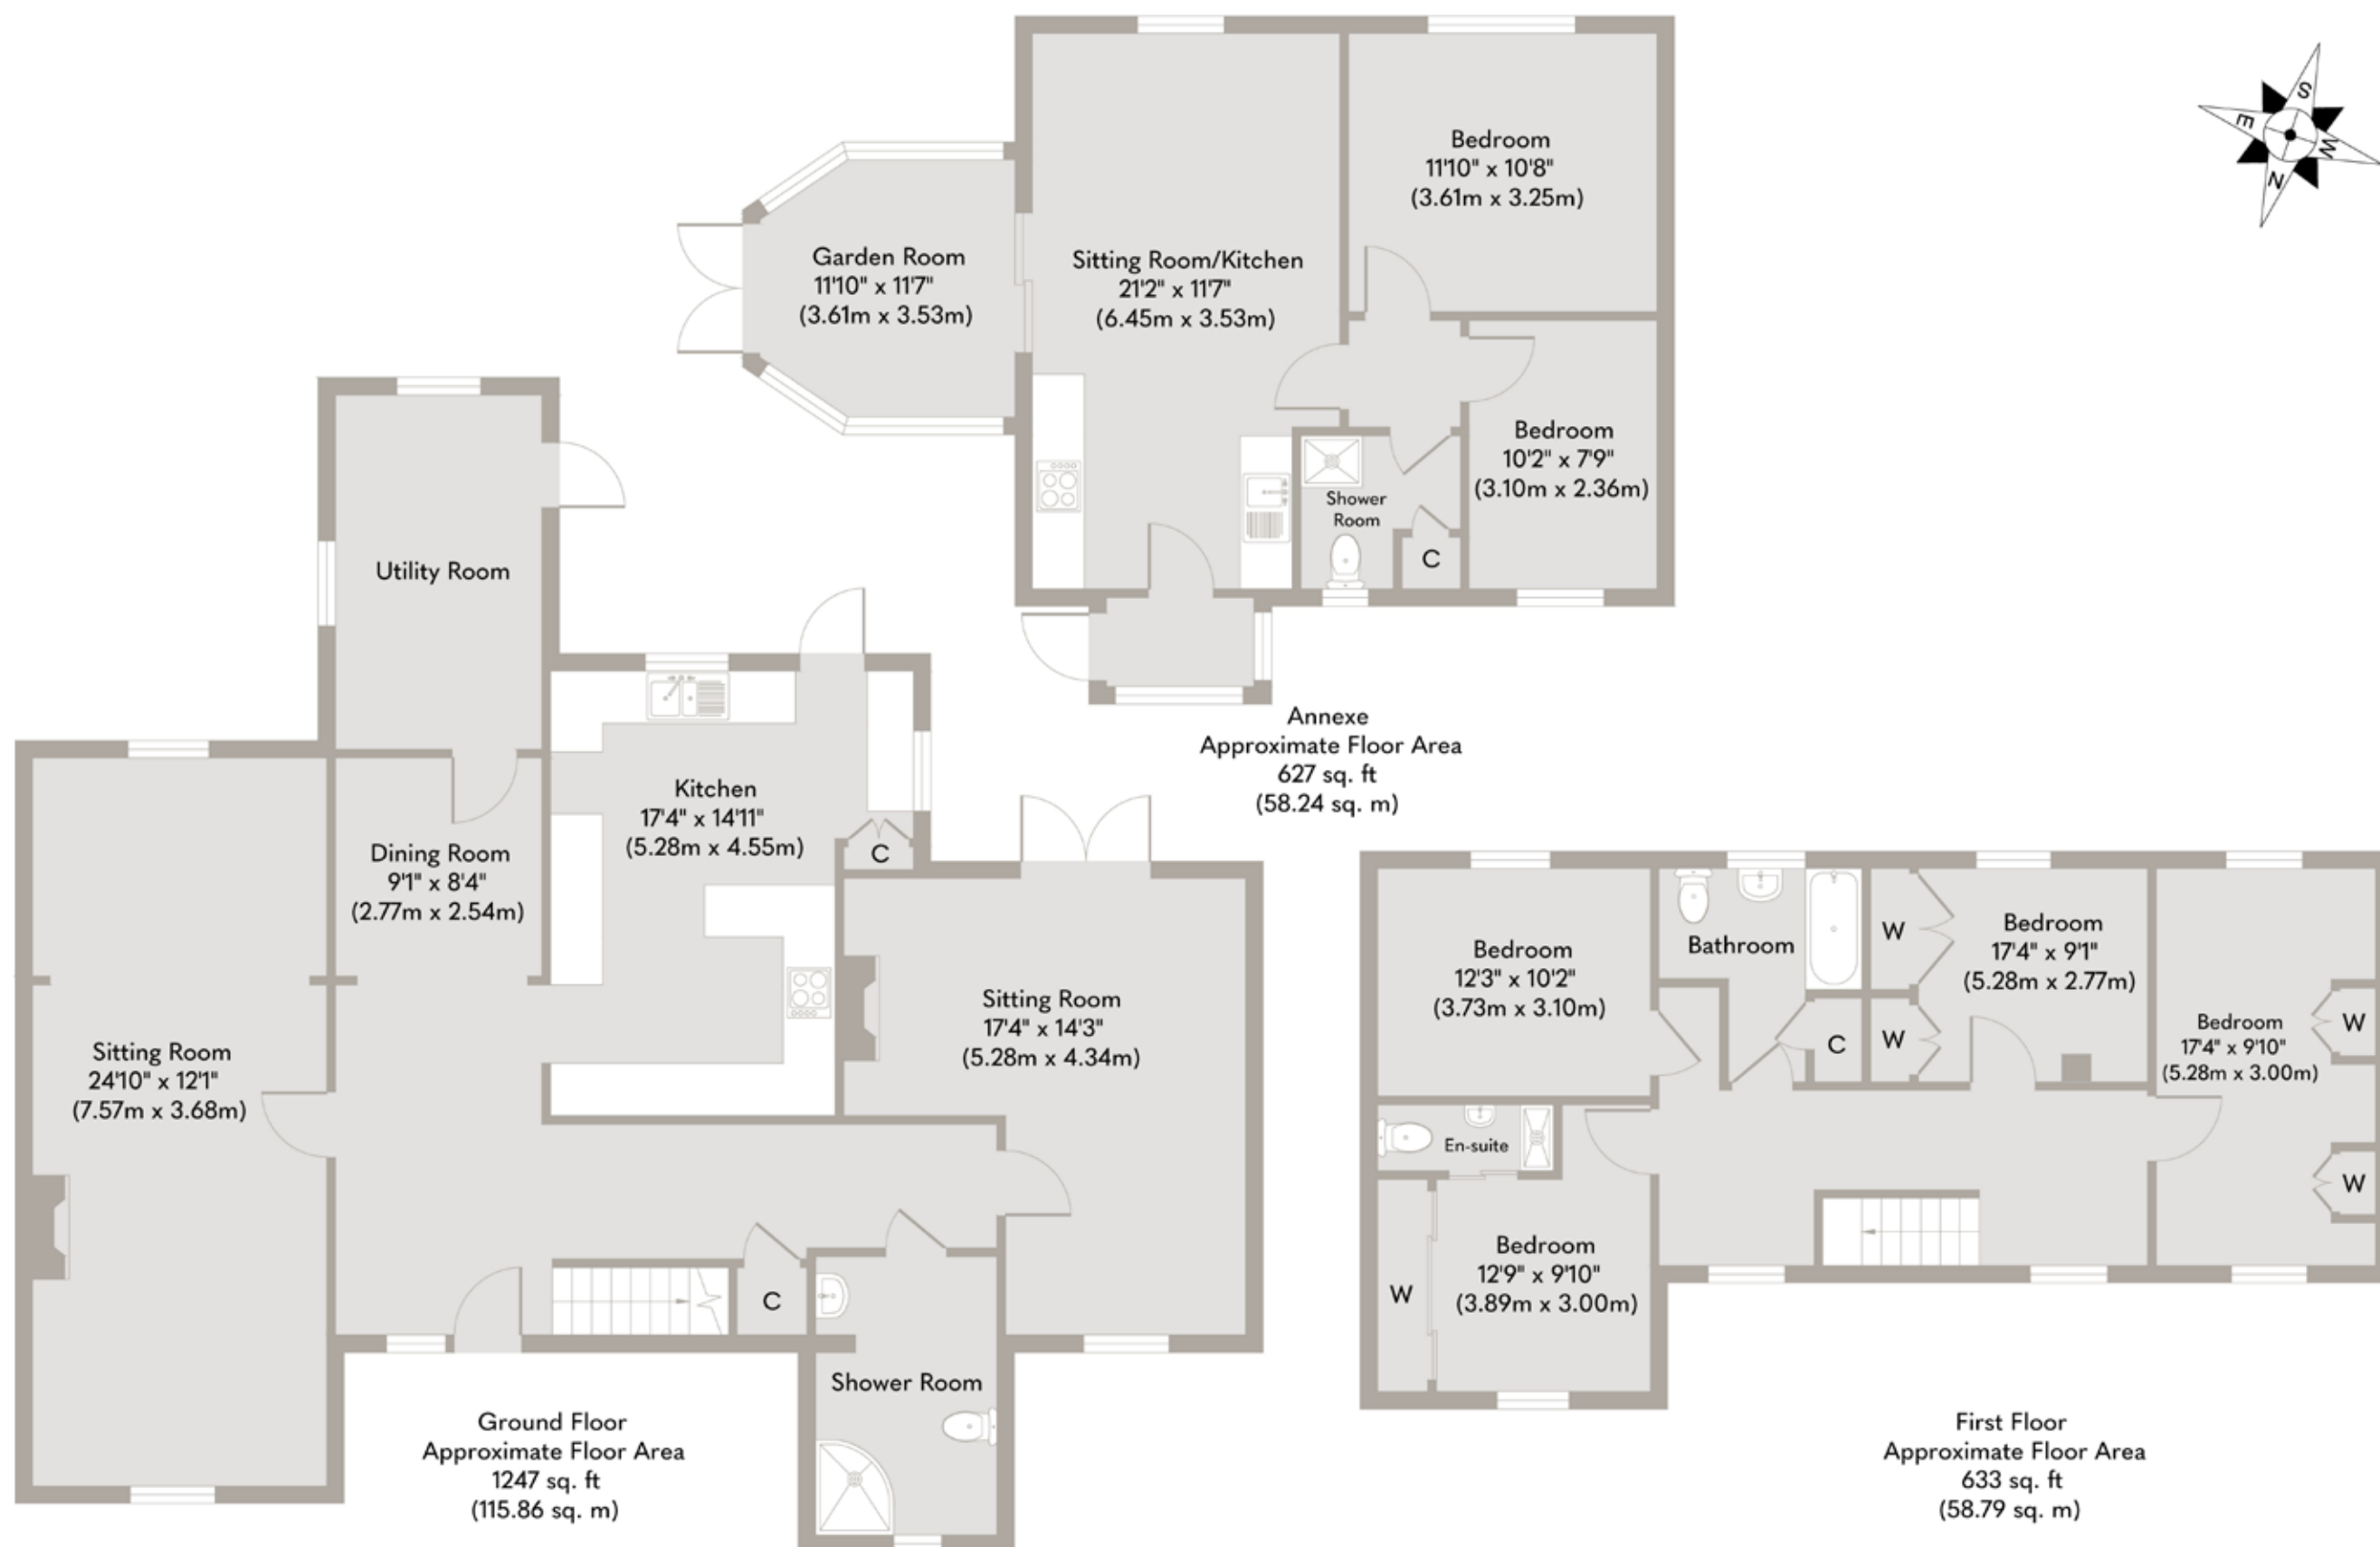 Bedroom
11'10" x 10'8"
(3.61m x 3.25m)
S
E
W
N
Garden Room
11'10" x 11'7"
(3.61m x 3.53m)
Sitting Room/Kitchen
21'2" x 11'7"
(6.45m x 3.53m)
Bedroom
10'2" x 7'9"
(3.10m x 2.36m)
Shower
Room
C
Utility Room
Annexe
Approximate Floor Area
627 sq. ft
(58.24 sq. m)
Kitchen
17'4" x 14'11"
(5.28m x 4.55m)
C
Dining Room
9'1" x 8'4"
(2.77m x 2.54m)
Sitting Room
24'10" x 12'1"
(7.57m x 3.68m)
Sitting Room
17'4" x 14'3"
(5.28m x 4.34m)
C
Shower Room
Ground Floor
Approximate Floor Area
1247 sq. ft
(115.86 sq. m)
Bedroom
12'3" x 10'2"
(3.73m x 3.10m)
Bathroom
W
Bedroom
17'4" x 9'1"
(5.28m x 2.77m)
W
C
Bedroom
17'4" x 9'10"
(5.28m x 3.00m)
W
W
En-suite
W
Bedroom
12'9" x 9'10"
(3.89m x 3.00m)
First Floor
Approximate Floor Area
633 sq. ft
(58.79 sq. m)